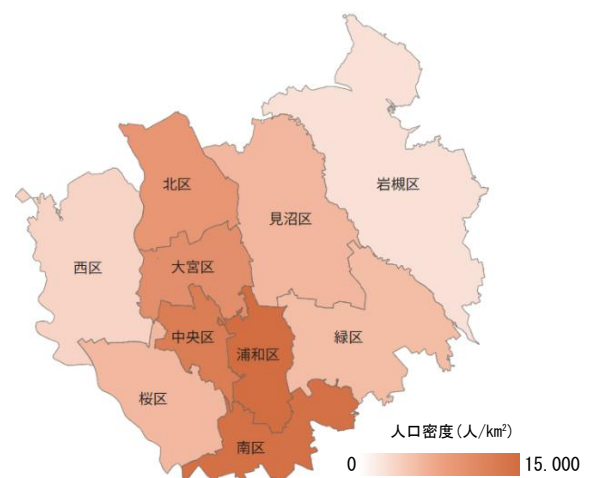 北区
岩槻区
見沼区
西区
大宮区
中央区
浦和区
緑区
桜区
南区
人口密度(人/km²)
0
15.000